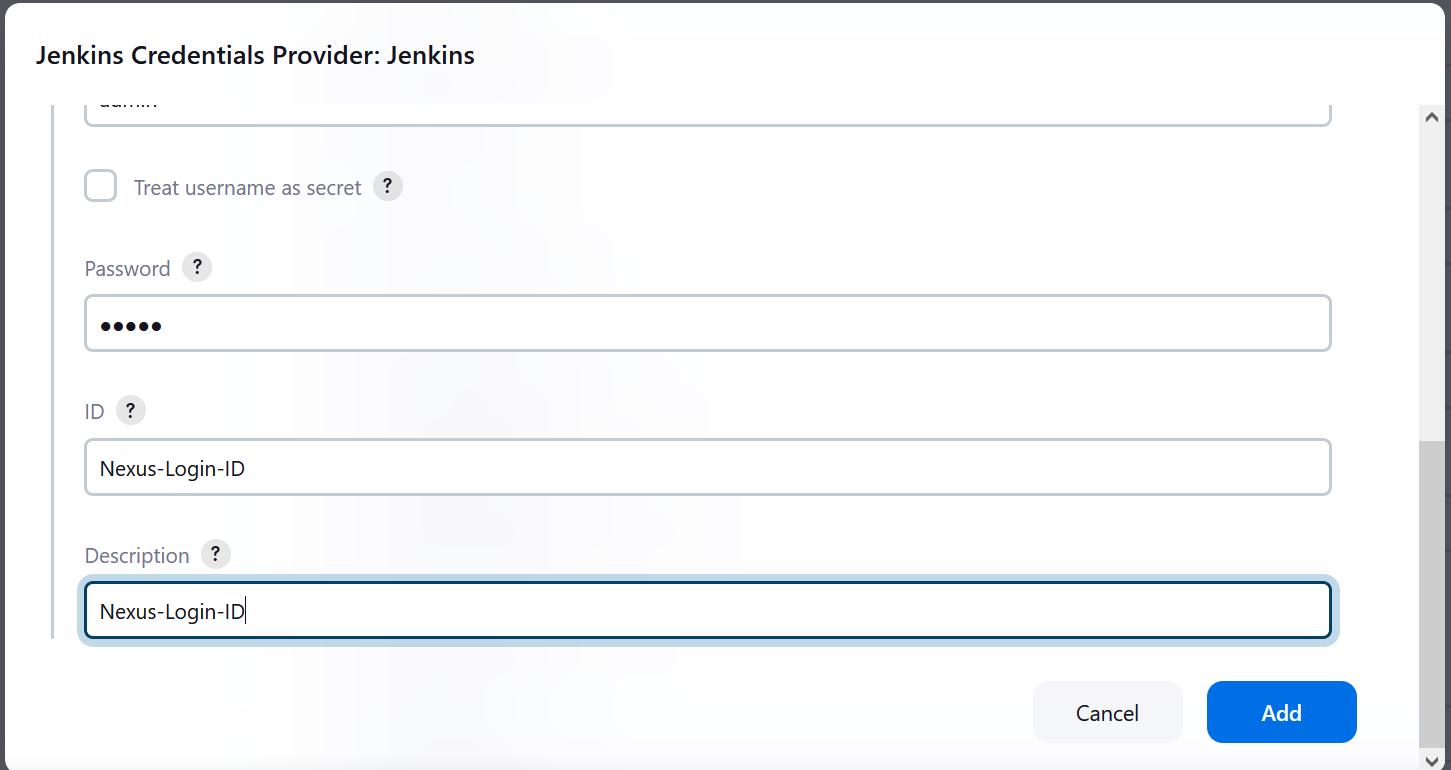 Jenkins Credentials Provider: Jenkins
admin
Treat username as secret ?
Password ?
•••••
ID ?
Nexus-Login-ID
Description ?
Nexus-Login-ID
Cancel
Add